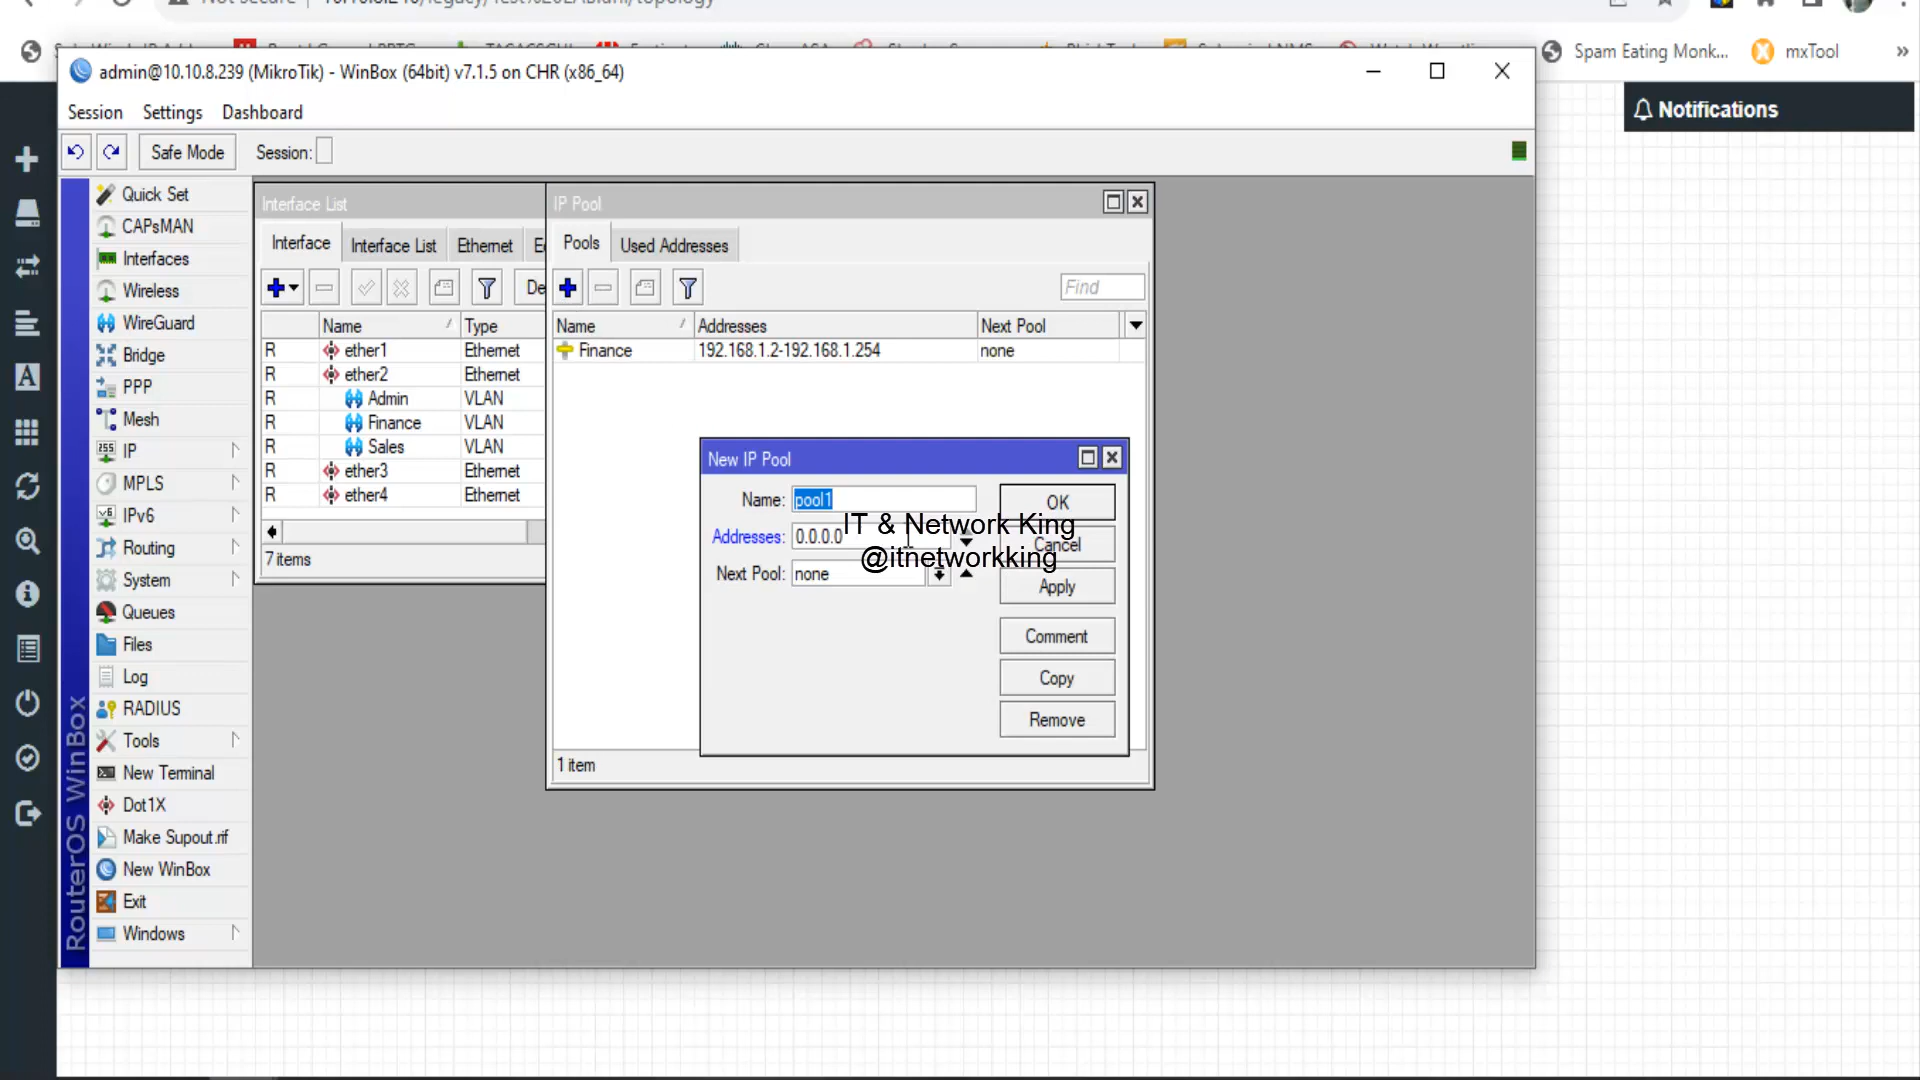 Notifications
Spam Eating Monk...
mxTool
»
admin@10.10.8.239 (MikroTik) - WinBox (64bit) v7.1.5 on CHR (x86_64)
Session Settings Dashboard
Safe Mode Session:
Quick Set
CAPsMAN
Interfaces
Wireless
WireGuard
Bridge
PPP
Mesh
IP
MPLS
IPv6
Routing
System
Queues
Files
Log
RADIUS
Tools
New Terminal
Dot1X
Make Supout.rif
New WinBox
Exit
Windows
RouterOS WinBox
Interface List
Interface Interface List Ethernet
De
Name Type
R ether1 Ethernet
R ether2 Ethernet
R Admin VLAN
R Finance VLAN
R Sales VLAN
R ether3 Ethernet
R ether4 Ethernet
7 items
IP Pool
Pools Used Addresses
Find
Name Addresses Next Pool
Finance 192.168.1.2-192.168.1.254 none
1 item
New IP Pool
Name: pool1
Addresses: 0.0.0.0
Next Pool: none
OK
Cancel
Apply
Comment
Copy
Remove
IT & Network King
@itnetworkking